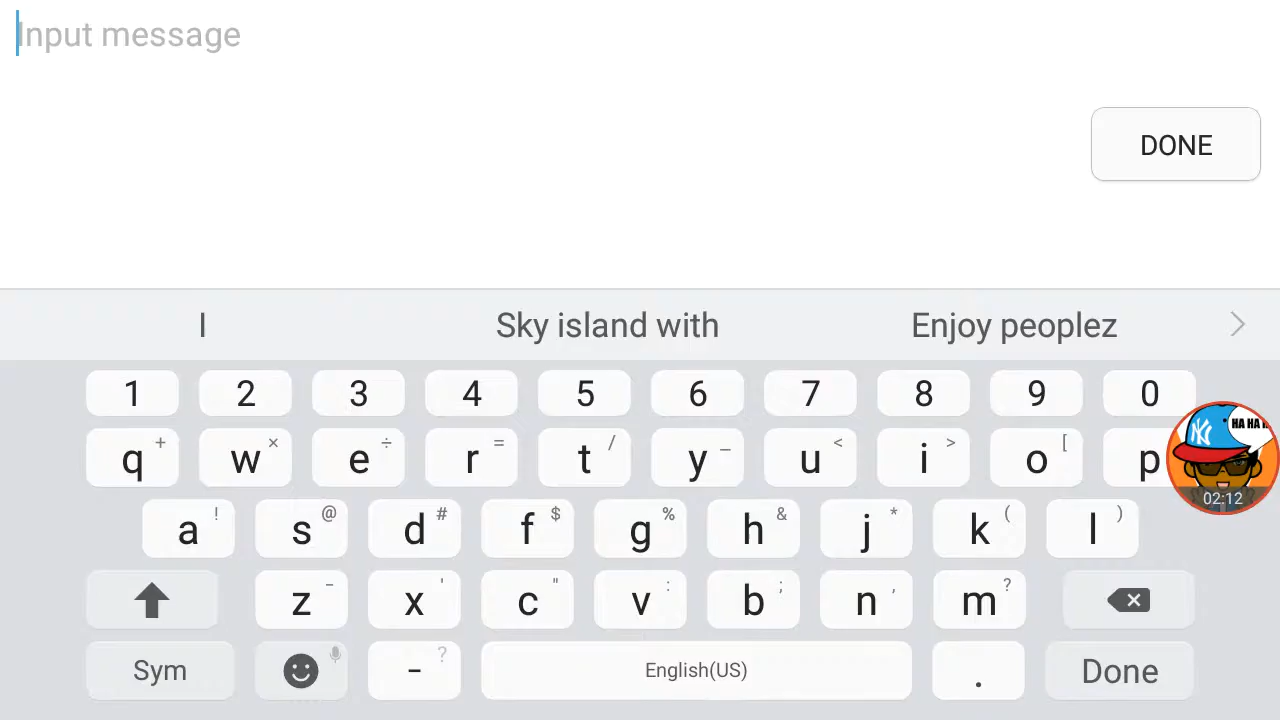 Input message
DONE
I Sky island with Enjoy peoplez
1 2 3 4 5 6 7 8 9 0
q + w × e ÷ r = t / y _ u < i > o [ p
HA HA
a ! s @ d # f $ g % h & j * k ( l )
02:12
z - x ' c " v : b ; n , m ?
Sym - ? English(US) . Done